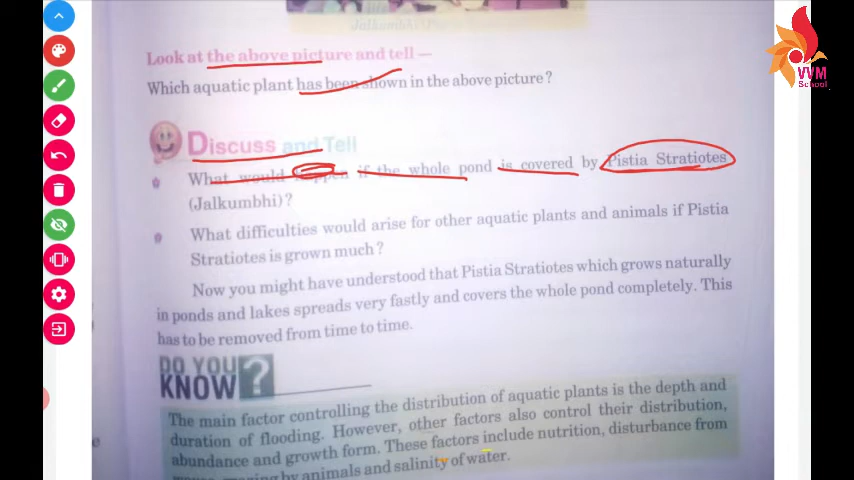 Jalkumbhi
VVM
School
Look at the above picture and tell —
Which aquatic plant has been shown in the above picture?
Discuss and Tell
What would happen if the whole pond is covered by Pistia Stratiotes
(Jalkumbhi)?
What difficulties would arise for other aquatic plants and animals if Pistia
Stratiotes is grown much?
Now you might have understood that Pistia Stratiotes which grows naturally
in ponds and lakes spreads very fastly and covers the whole pond completely. This
has to be removed from time to time.
DO YOU
KNOW ?
The main factor controlling the distribution of aquatic plants is the depth and
duration of flooding. However, other factors also control their distribution,
abundance and growth form. These factors include nutrition, disturbance from
by animals and salinity of water.